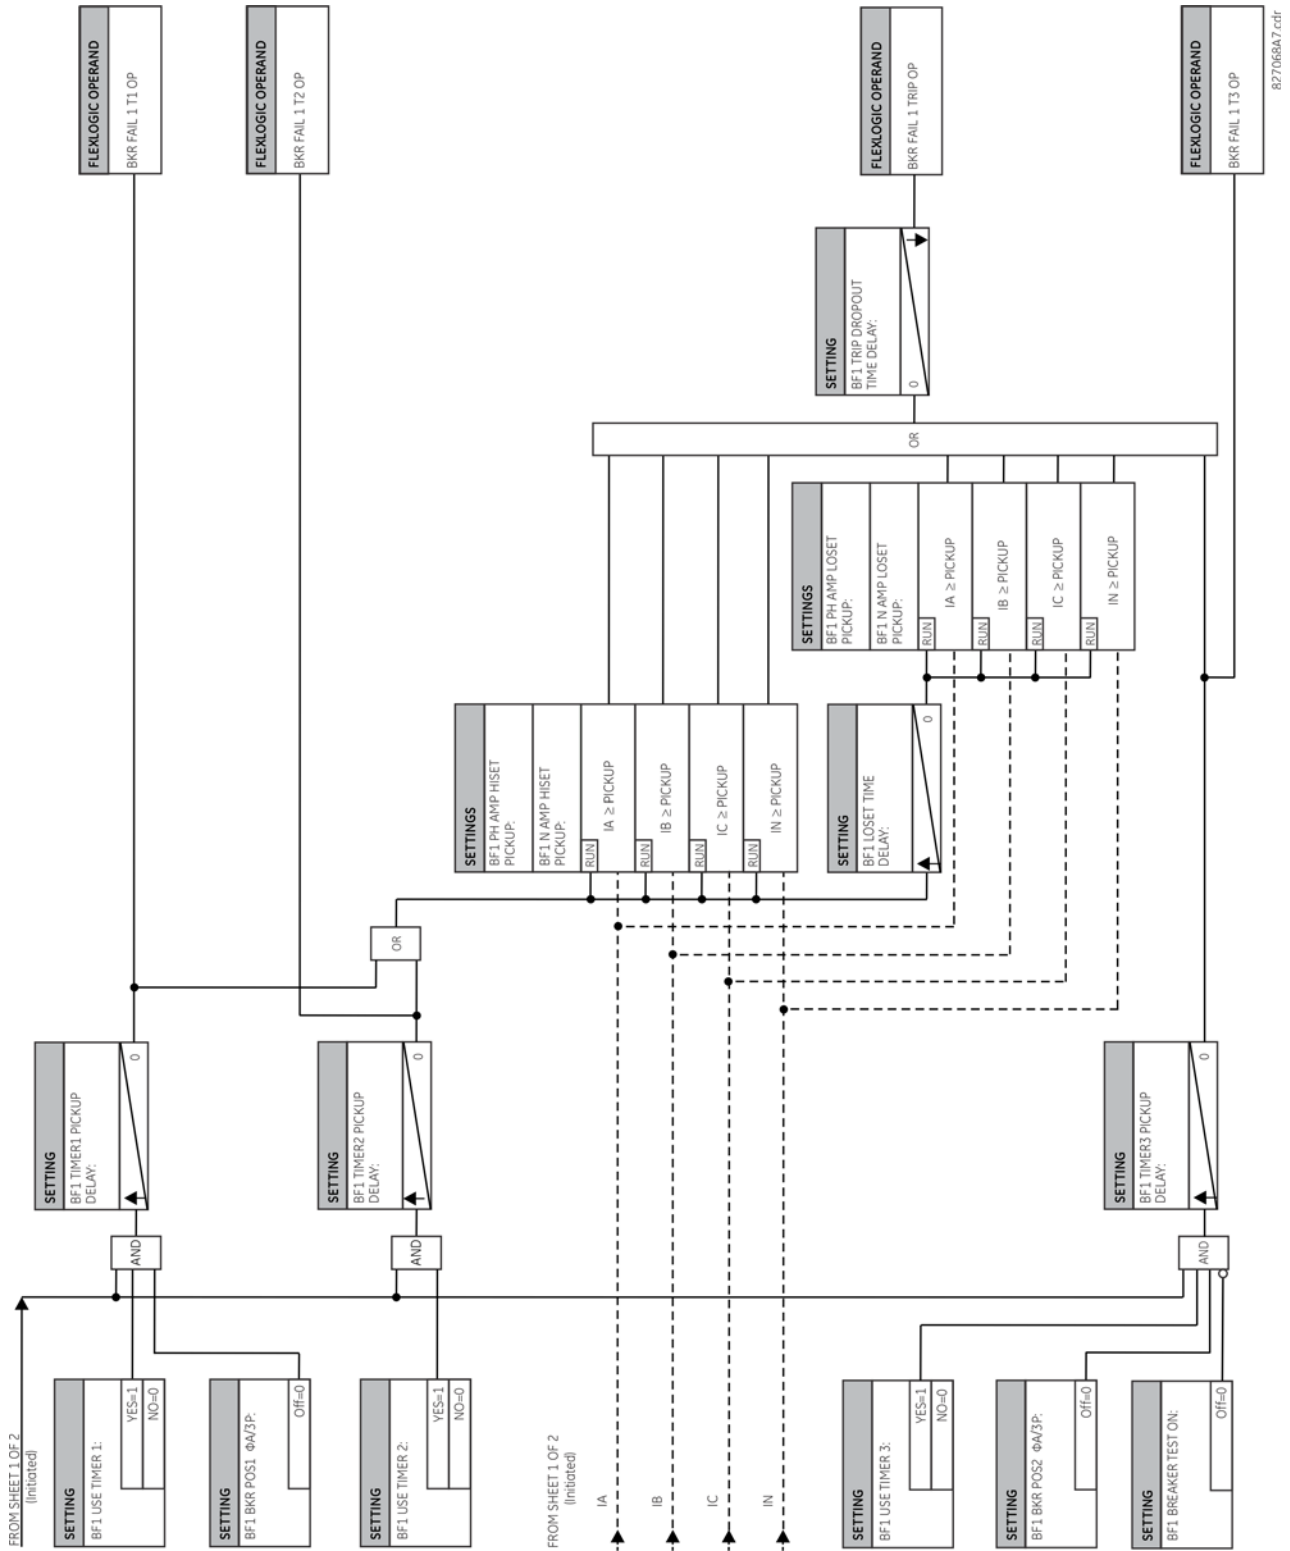 FROM SHEET 1 OF 2
(Initiated)
SETTING
BF1 USE TIMER 1:
YES=1
NO=0
SETTING
BF1 BKR POS1 ΦA/3P:
Off=0
SETTING
BF1 USE TIMER 2:
YES=1
NO=0
FROM SHEET 1 OF 2
(Initiated)
IA
IB
IC
IN
SETTING
BF1 USE TIMER 3:
YES=1
NO=0
SETTING
BF1 BKR POS2 ΦA/3P:
Off=0
SETTING
BF1 BREAKER TEST ON:
Off=0
AND
AND
AND
SETTING
BF1 TIMER1 PICKUP
DELAY:
0
SETTING
BF1 TIMER2 PICKUP
DELAY:
0
SETTING
BF1 TIMER3 PICKUP
DELAY:
0
OR
SETTINGS
BF1 PH AMP HISET
PICKUP:
BF1 N AMP HISET
PICKUP:
RUN
IA ≥ PICKUP
RUN
IB ≥ PICKUP
RUN
IC ≥ PICKUP
RUN
IN ≥ PICKUP
SETTING
BF1 LOSET TIME
DELAY:
0
SETTINGS
BF1 PH AMP LOSET
PICKUP:
BF1 N AMP LOSET
PICKUP:
RUN
IA ≥ PICKUP
RUN
IB ≥ PICKUP
RUN
IC ≥ PICKUP
RUN
IN ≥ PICKUP
OR
SETTING
BF1 TRIP DROPOUT
TIME DELAY:
0
FLEXLOGIC OPERAND
BKR FAIL 1 T1 OP
FLEXLOGIC OPERAND
BKR FAIL 1 T2 OP
FLEXLOGIC OPERAND
BKR FAIL 1 TRIP OP
FLEXLOGIC OPERAND
BKR FAIL 1 T3 OP
827068A7.cdr